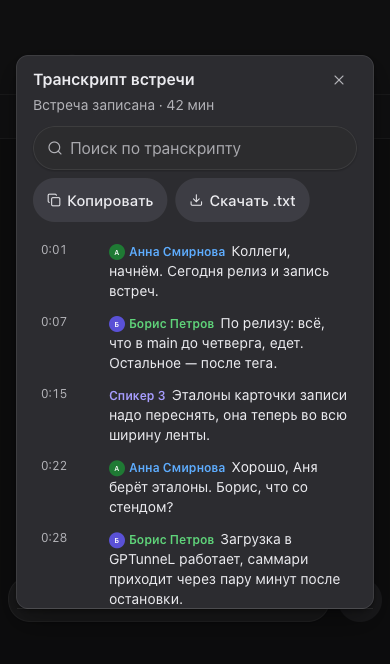 Транскрипт встречи
Встреча записана · 42 мин
Поиск по транскрипту
Копировать
Скачать .txt
0:01
А Анна Смирнова Коллеги,
начнём. Сегодня релиз и запись
встреч.
0:07
Б Борис Петров По релизу: всё,
что в main до четверга, едет.
Остальное — после тега.
0:15
Спикер 3 Эталоны карточки записи
надо переснять, она теперь во всю
ширину ленты.
0:22
А Анна Смирнова Хорошо, Аня
берёт эталоны. Борис, что со
стендом?
0:28
Б Борис Петров Загрузка в
GPTunneL работает, саммари
приходит через пару минут после
остановки.